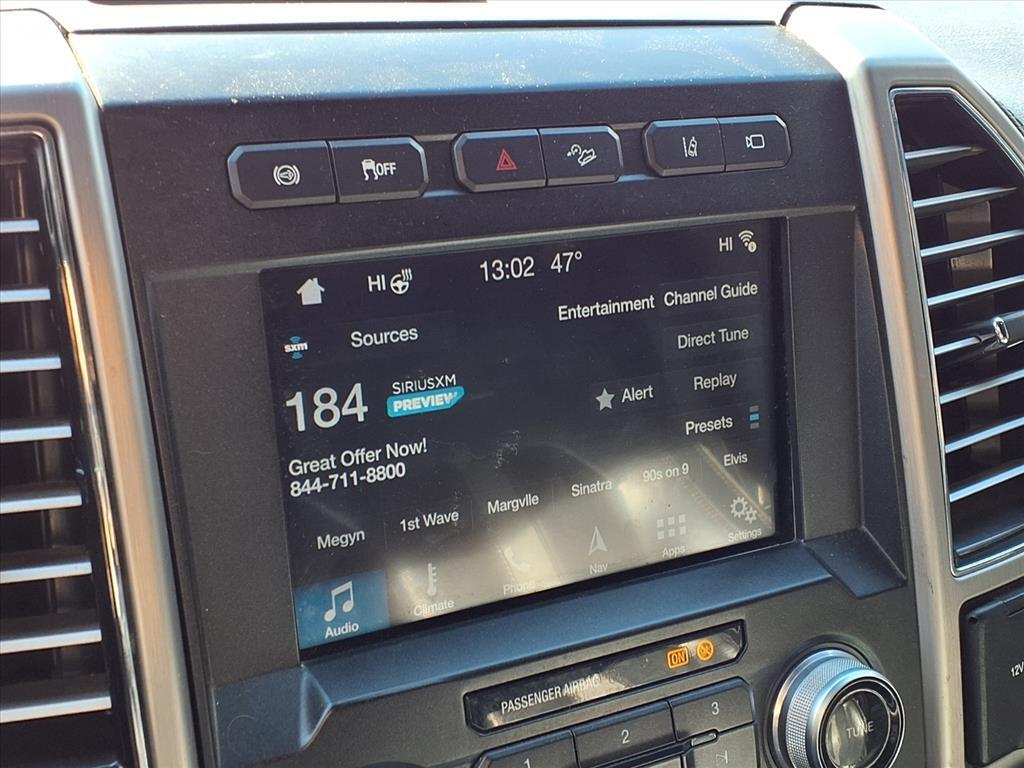 OFF
HI 13:02 47° HI
sxm Sources Entertainment Channel Guide
Direct Tune
184 SIRIUSXM PREVIEW Alert Replay
Great Offer Now! Presets
844-711-8800
Megyn 1st Wave Margvlle Sinatra 90s on 9 Elvis
Audio Climate Phone Nav Apps Settings
PASSENGER AIRBAG ON
1 2 3
TUNE
12V